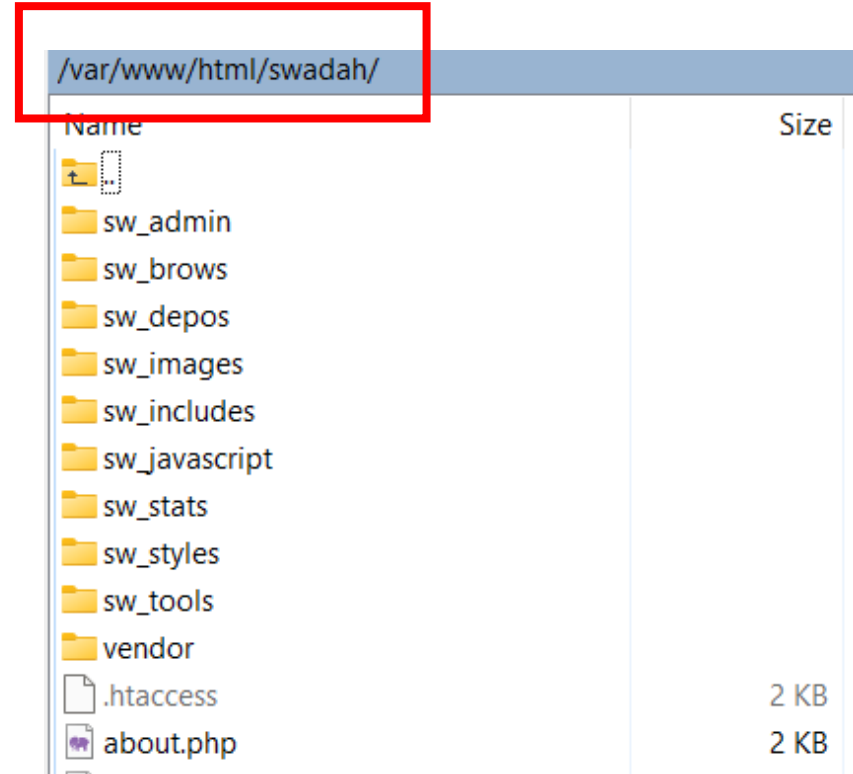 /var/www/html/swadah/
Name Size
..
sw_admin
sw_brows
sw_depos
sw_images
sw_includes
sw_javascript
sw_stats
sw_styles
sw_tools
vendor
.htaccess 2 KB
about.php 2 KB